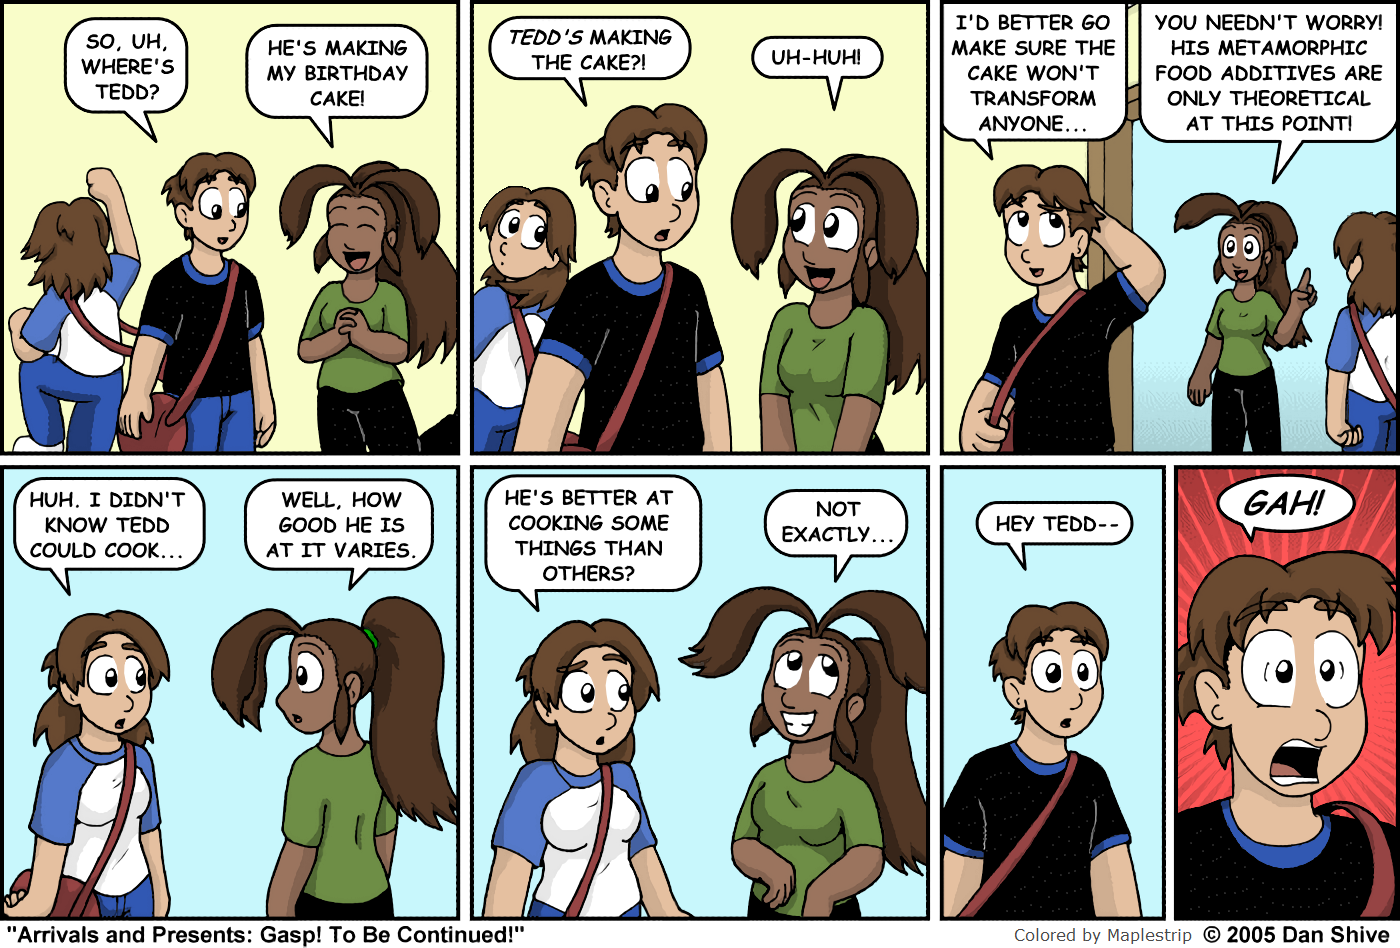 SO, UH,
WHERE'S
TEDD?
HE'S MAKING
MY BIRTHDAY
CAKE!
TEDD'S MAKING
THE CAKE?!
UH-HUH!
I'D BETTER GO
MAKE SURE THE
CAKE WON'T
TRANSFORM
ANYONE...
YOU NEEDN'T WORRY!
HIS METAMORPHIC
FOOD ADDITIVES ARE
ONLY THEORETICAL
AT THIS POINT!
HUH. I DIDN'T
KNOW TEDD
COULD COOK...
WELL, HOW
GOOD HE IS
AT IT VARIES.
HE'S BETTER AT
COOKING SOME
THINGS THAN
OTHERS?
NOT
EXACTLY...
HEY TEDD--
GAH!
"Arrivals and Presents: Gasp! To Be Continued!"
Colored by Maplestrip © 2005 Dan Shive